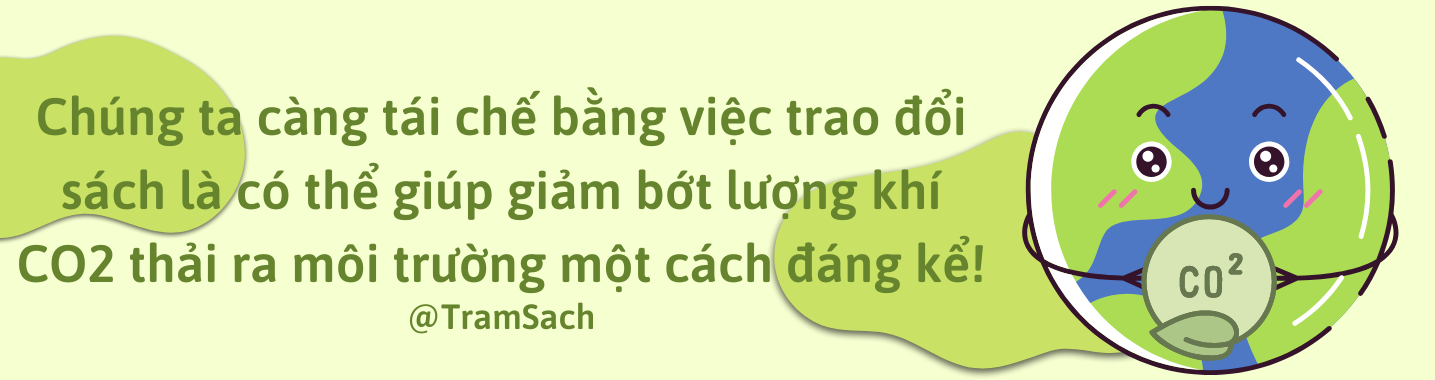 Chúng ta càng tái chế bằng việc trao đổi
sách là có thể giúp giảm bớt lượng khí
CO2 thải ra môi trường một cách đáng kể!
@TramSach
CO²